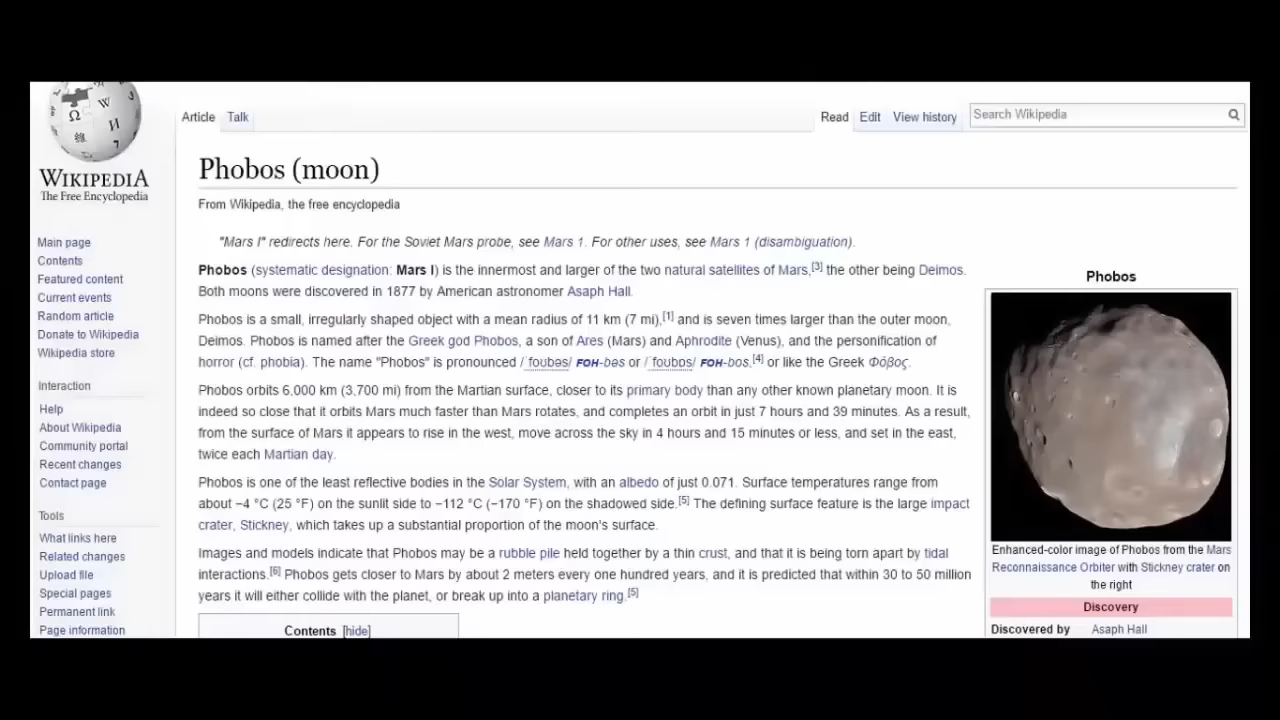 Ω
W
И
維
WIKIPEDIA
The Free Encyclopedia
Main page
Contents
Featured content
Current events
Random article
Donate to Wikipedia
Wikipedia store
Interaction
Help
About Wikipedia
Community portal
Recent changes
Contact page
Tools
What links here
Related changes
Upload file
Special pages
Permanent link
Page information
Article Talk
Read Edit View history
Search Wikipedia
Phobos (moon)
From Wikipedia, the free encyclopedia
"Mars I" redirects here. For the Soviet Mars probe, see Mars 1. For other uses, see Mars 1 (disambiguation).
Phobos (systematic designation: Mars I) is the innermost and larger of the two natural satellites of Mars,[3] the other being Deimos.
Both moons were discovered in 1877 by American astronomer Asaph Hall.
Phobos is a small, irregularly shaped object with a mean radius of 11 km (7 mi),[1] and is seven times larger than the outer moon,
Deimos. Phobos is named after the Greek god Phobos, a son of Ares (Mars) and Aphrodite (Venus), and the personification of
horror (cf. phobia). The name "Phobos" is pronounced /ˈfoʊbəs/ FOH-bəs or /ˈfoʊbɒs/ FOH-bos,[4] or like the Greek Φόβος.
Phobos orbits 6,000 km (3,700 mi) from the Martian surface, closer to its primary body than any other known planetary moon. It is
indeed so close that it orbits Mars much faster than Mars rotates, and completes an orbit in just 7 hours and 39 minutes. As a result,
from the surface of Mars it appears to rise in the west, move across the sky in 4 hours and 15 minutes or less, and set in the east,
twice each Martian day.
Phobos is one of the least reflective bodies in the Solar System, with an albedo of just 0.071. Surface temperatures range from
about −4 °C (25 °F) on the sunlit side to −112 °C (−170 °F) on the shadowed side.[5] The defining surface feature is the large impact
crater, Stickney, which takes up a substantial proportion of the moon's surface.
Images and models indicate that Phobos may be a rubble pile held together by a thin crust, and that it is being torn apart by tidal
interactions.[6] Phobos gets closer to Mars by about 2 meters every one hundred years, and it is predicted that within 30 to 50 million
years it will either collide with the planet, or break up into a planetary ring.[5]
Contents [hide]
Phobos
Enhanced-color image of Phobos from the Mars
Reconnaissance Orbiter with Stickney crater on
the right
Discovery
Discovered by Asaph Hall